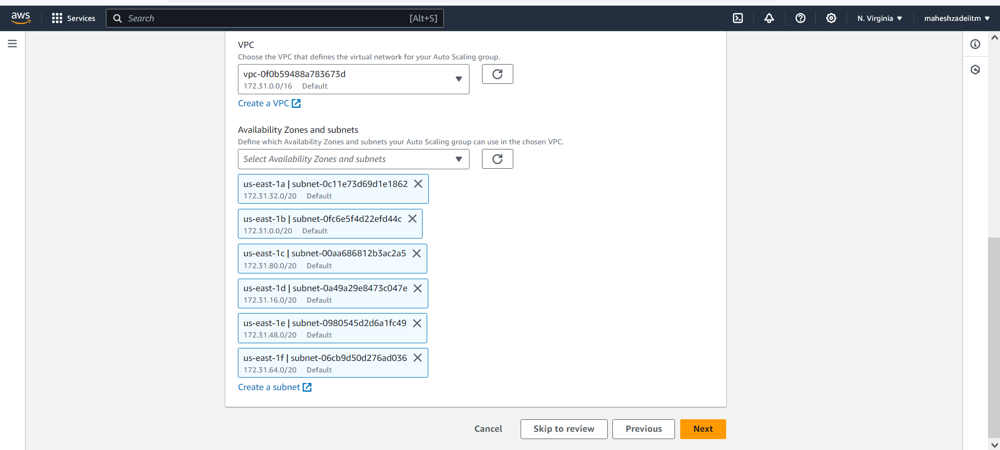 aws Services Search [Alt+S] N. Virginia maheshzadeiitm
VPC
Choose the VPC that defines the virtual network for your Auto Scaling group.
vpc-0f0b59488a783673d
172.31.0.0/16 Default
Create a VPC
Availability Zones and subnets
Define which Availability Zones and subnets your Auto Scaling group can use in the chosen VPC.
Select Availability Zones and subnets
us-east-1a | subnet-0c11e73d69d1e1862
172.31.32.0/20 Default
us-east-1b | subnet-0fc6e5f4d22efd44c
172.31.0.0/20 Default
us-east-1c | subnet-00aa686812b3ac2a5
172.31.80.0/20 Default
us-east-1d | subnet-0a49a29e8473c047e
172.31.16.0/20 Default
us-east-1e | subnet-0980545d2d6a1fc49
172.31.48.0/20 Default
us-east-1f | subnet-06cb9d50d276ad036
172.31.64.0/20 Default
Create a subnet
Cancel Skip to review Previous Next